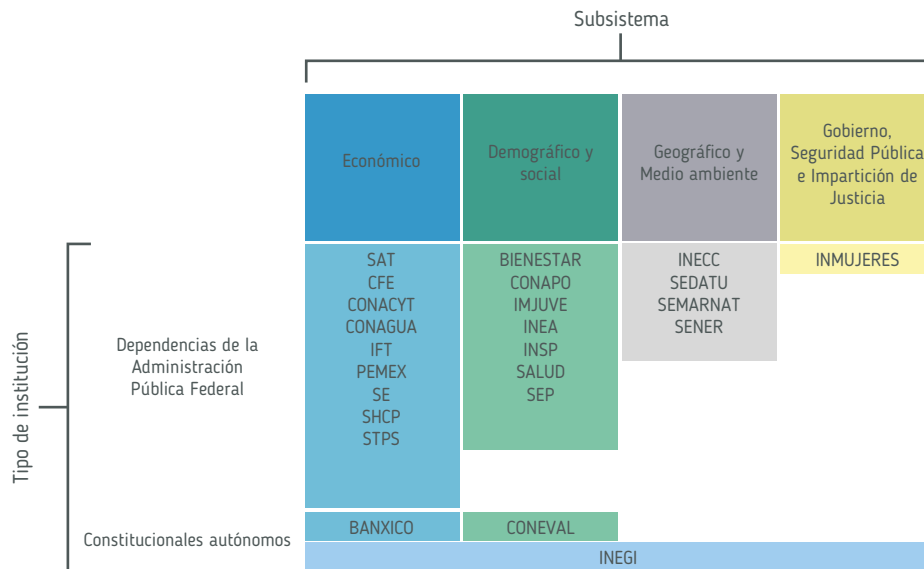 Subsistema
Económico
Demográfico y
social
Geográfico y
Medio ambiente
Gobierno,
Seguridad Pública
e Impartición de
Justicia
Tipo de institución
Dependencias de la
Administración
Pública Federal
SAT
CFE
CONACYT
CONAGUA
IFT
PEMEX
SE
SHCP
STPS
BIENESTAR
CONAPO
IMJUVE
INEA
INSP
SALUD
SEP
INECC
SEDATU
SEMARNAT
SENER
INMUJERES
Constitucionales autónomos
BANXICO
CONEVAL
INEGI